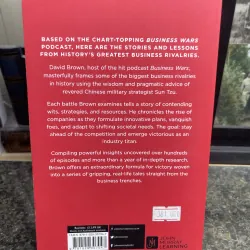 BASED ON THE CHART-TOPPING BUSINESS WARS
PODCAST, HERE ARE THE STORIES AND LESSONS
FROM HISTORY'S GREATEST BUSINESS RIVALRIES.
David Brown, host of the hit podcast Business Wars,
masterfully frames some of the biggest business rivalries
in history using the wisdom and pragmatic advice of
revered Chinese military strategist Sun Tzu.
Each battle Brown examines tells a story of contending
wits, strategies, and resources. He chronicles the rise of
companies as they formulate innovative plans, vanquish
foes, and adapt to shifting societal needs. The goal: stay
ahead of the competition and emerge victorious as an
industry titan.
Compiling powerful insights uncovered over hundreds
of episodes and more than a year of in-depth research,
Brown offers an extraordinary formula for victory woven
into a series of gripping, real-life tales straight from the
business trenches.
JOHN
MURRAY
LEARNING